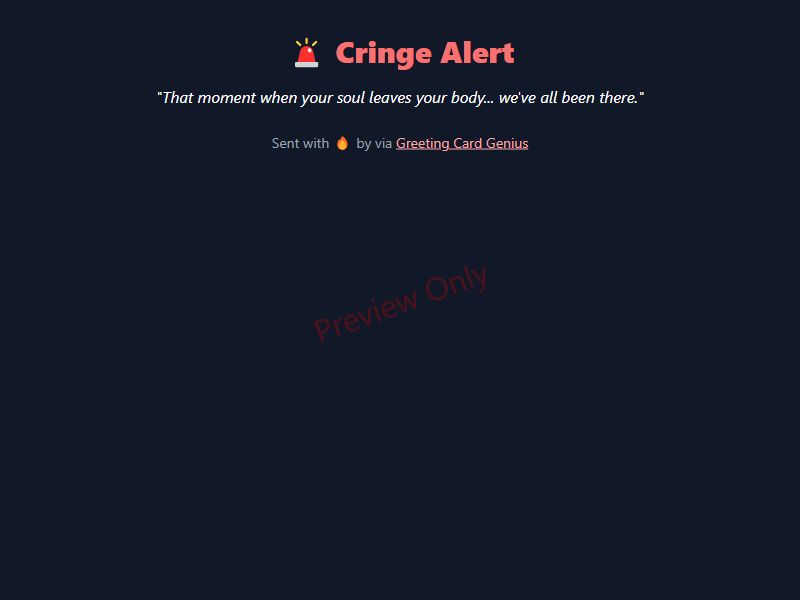 🚨 Cringe Alert
"That moment when your soul leaves your body... we've all been there."
Sent with 🔥 by via Greeting Card Genius
Preview Only